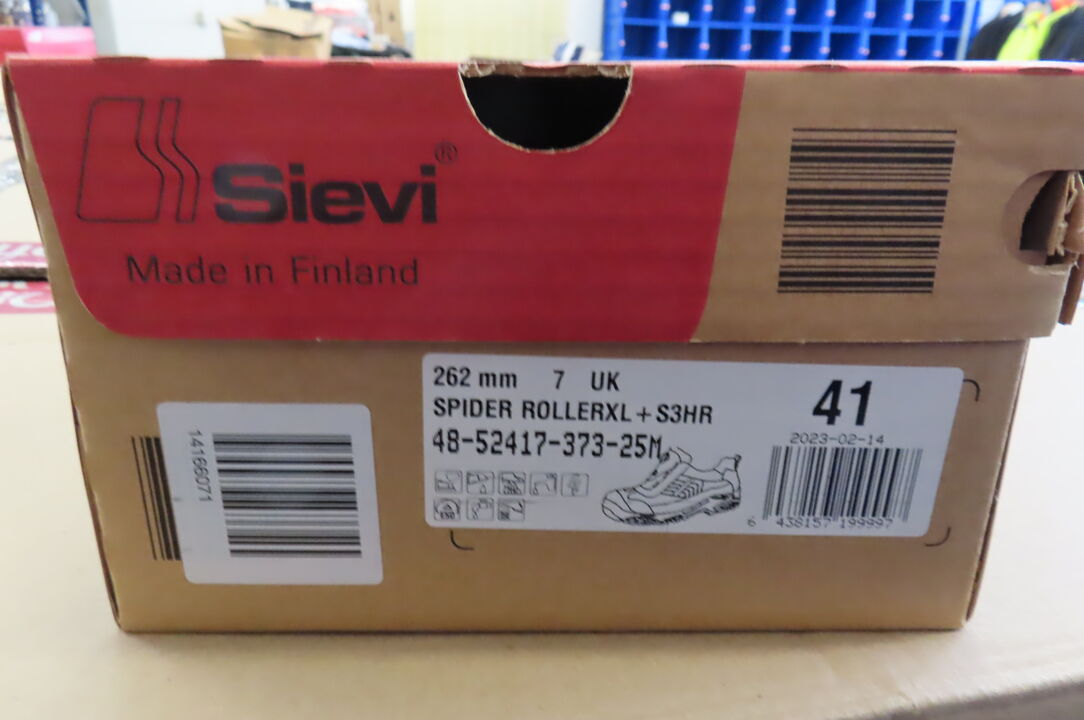 Sievi®
Made in Finland
262 mm 7 UK
SPIDER ROLLERXL+S3HR
48-52417-373-25M
41
2023-02-14
6 438157 199997
14166071